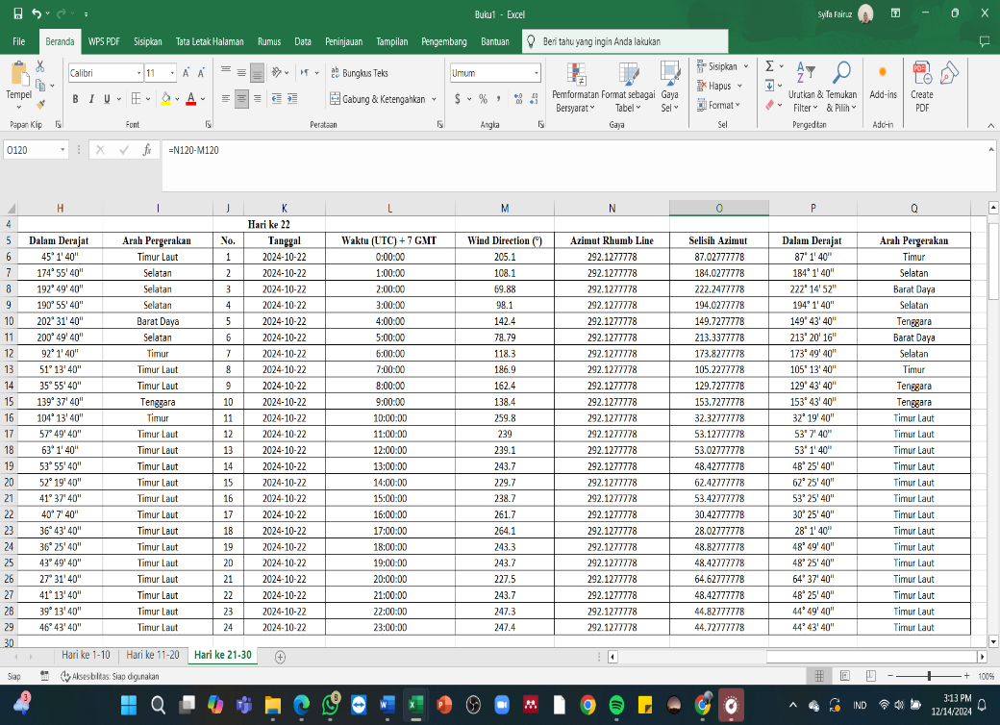 Buku1 - Excel
Syifa Fairuz
File Beranda WPS PDF Sisipkan Tata Letak Halaman Rumus Data Peninjauan Tampilan Pengembang Bantuan Beri tahu yang ingin Anda lakukan
Tempel
Papan Klip
Calibri 11
B I U
Font
Bungkus Teks
Gabung & Ketengahkan
Perataan
Umum
$ % ,
Angka
Pemformatan Bersyarat
Format sebagai Tabel
Gaya Sel
Gaya
Sisipkan
Hapus
Format
Sel
Urutkan & Filter
Temukan & Pilih
Pengeditan
Add-ins
Add-in
Create PDF
O120 fx =N120-M120
H I J K L M N O P Q
4 Hari ke 22
5 Dalam Derajat Arah Pergerakan No. Tanggal Waktu (UTC) + 7 GMT Wind Direction (°) Azimut Rhumb Line Selisih Azimut Dalam Derajat Arah Pergerakan
6 45° 1' 40" Timur Laut 1 2024-10-22 0:00:00 205.1 292.1277778 87.02777778 87° 1' 40" Timur
7 174° 55' 40" Selatan 2 2024-10-22 1:00:00 108.1 292.1277778 184.0277778 184° 1' 40" Selatan
8 192° 49' 40" Selatan 3 2024-10-22 2:00:00 69.88 292.1277778 222.2477778 222° 14' 52" Barat Daya
9 190° 55' 40" Selatan 4 2024-10-22 3:00:00 98.1 292.1277778 194.0277778 194° 1' 40" Selatan
10 202° 31' 40" Barat Daya 5 2024-10-22 4:00:00 142.4 292.1277778 149.7277778 149° 43' 40" Tenggara
11 200° 49' 40" Selatan 6 2024-10-22 5:00:00 78.79 292.1277778 213.3377778 213° 20' 16" Barat Daya
12 92° 1' 40" Timur 7 2024-10-22 6:00:00 118.3 292.1277778 173.8277778 173° 49' 40" Selatan
13 51° 13' 40" Timur Laut 8 2024-10-22 7:00:00 186.9 292.1277778 105.2277778 105° 13' 40" Timur
14 35° 55' 40" Timur Laut 9 2024-10-22 8:00:00 162.4 292.1277778 129.7277778 129° 43' 40" Tenggara
15 139° 37' 40" Tenggara 10 2024-10-22 9:00:00 138.4 292.1277778 153.7277778 153° 43' 40" Tenggara
16 104° 13' 40" Timur 11 2024-10-22 10:00:00 259.8 292.1277778 32.32777778 32° 19' 40" Timur Laut
17 57° 49' 40" Timur Laut 12 2024-10-22 11:00:00 239 292.1277778 53.12777778 53° 7' 40" Timur Laut
18 63° 1' 40" Timur Laut 13 2024-10-22 12:00:00 239.1 292.1277778 53.02777778 53° 1' 40" Timur Laut
19 53° 55' 40" Timur Laut 14 2024-10-22 13:00:00 243.7 292.1277778 48.42777778 48° 25' 40" Timur Laut
20 52° 19' 40" Timur Laut 15 2024-10-22 14:00:00 229.7 292.1277778 62.42777778 62° 25' 40" Timur Laut
21 41° 37' 40" Timur Laut 16 2024-10-22 15:00:00 238.7 292.1277778 53.42777778 53° 25' 40" Timur Laut
22 40° 7' 40" Timur Laut 17 2024-10-22 16:00:00 261.7 292.1277778 30.42777778 30° 25' 40" Timur Laut
23 36° 43' 40" Timur Laut 18 2024-10-22 17:00:00 264.1 292.1277778 28.02777778 28° 1' 40" Timur Laut
24 36° 25' 40" Timur Laut 19 2024-10-22 18:00:00 243.3 292.1277778 48.82777778 48° 49' 40" Timur Laut
25 43° 49' 40" Timur Laut 20 2024-10-22 19:00:00 243.7 292.1277778 48.42777778 48° 25' 40" Timur Laut
26 27° 31' 40" Timur Laut 21 2024-10-22 20:00:00 227.5 292.1277778 64.62777778 64° 37' 40" Timur Laut
27 41° 13' 40" Timur Laut 22 2024-10-22 21:00:00 243.7 292.1277778 48.42777778 48° 25' 40" Timur Laut
28 39° 13' 40" Timur Laut 23 2024-10-22 22:00:00 247.3 292.1277778 44.82777778 44° 49' 40" Timur Laut
29 46° 43' 40" Timur Laut 24 2024-10-22 23:00:00 247.4 292.1277778 44.72777778 44° 43' 40" Timur Laut
30
Hari ke 1-10 Hari ke 11-20 Hari ke 21-30
Siap Aksesibilitas: Siap digunakan 100%
IND 3:13 PM
12/14/2024